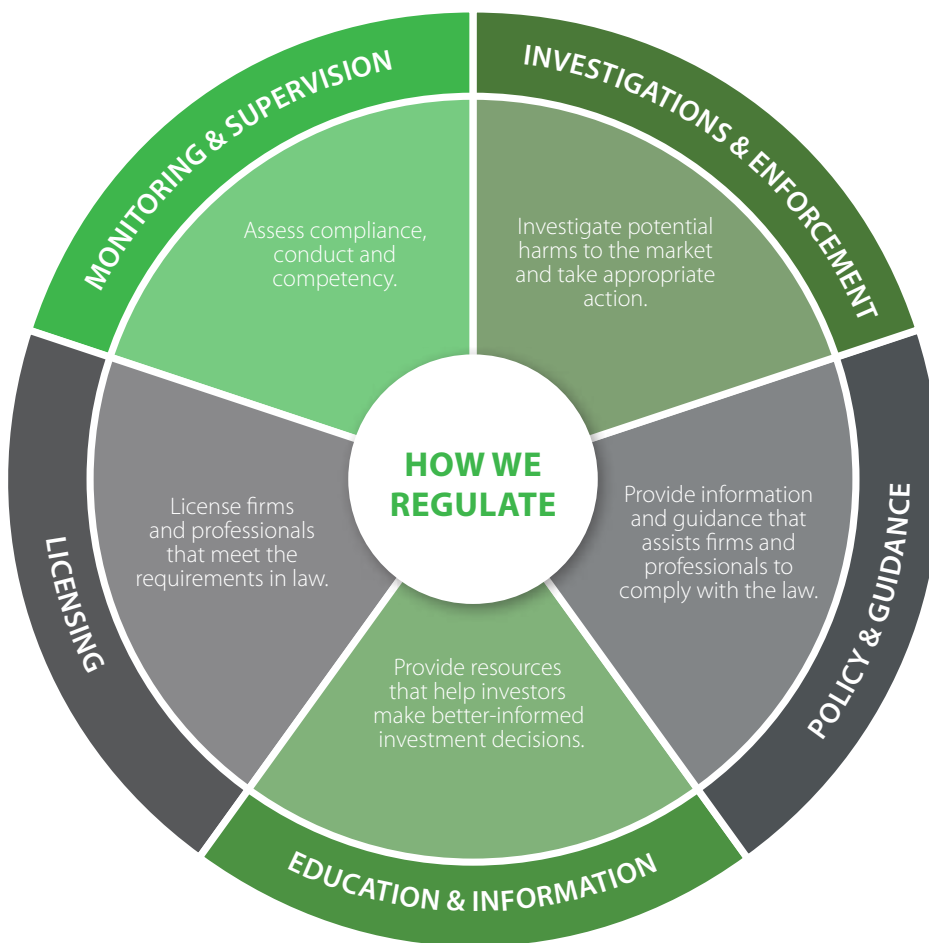 HOW WE
REGULATE
MONITORING & SUPERVISION
Assess compliance,
conduct and
competency.
INVESTIGATIONS & ENFORCEMENT
Investigate potential
harms to the market
and take appropriate
action.
POLICY & GUIDANCE
Provide information
and guidance that
assists firms and
professionals to
comply with the law.
EDUCATION & INFORMATION
Provide resources
that help investors
make better-informed
investment decisions.
LICENSING
License firms
and professionals
that meet the
requirements in law.